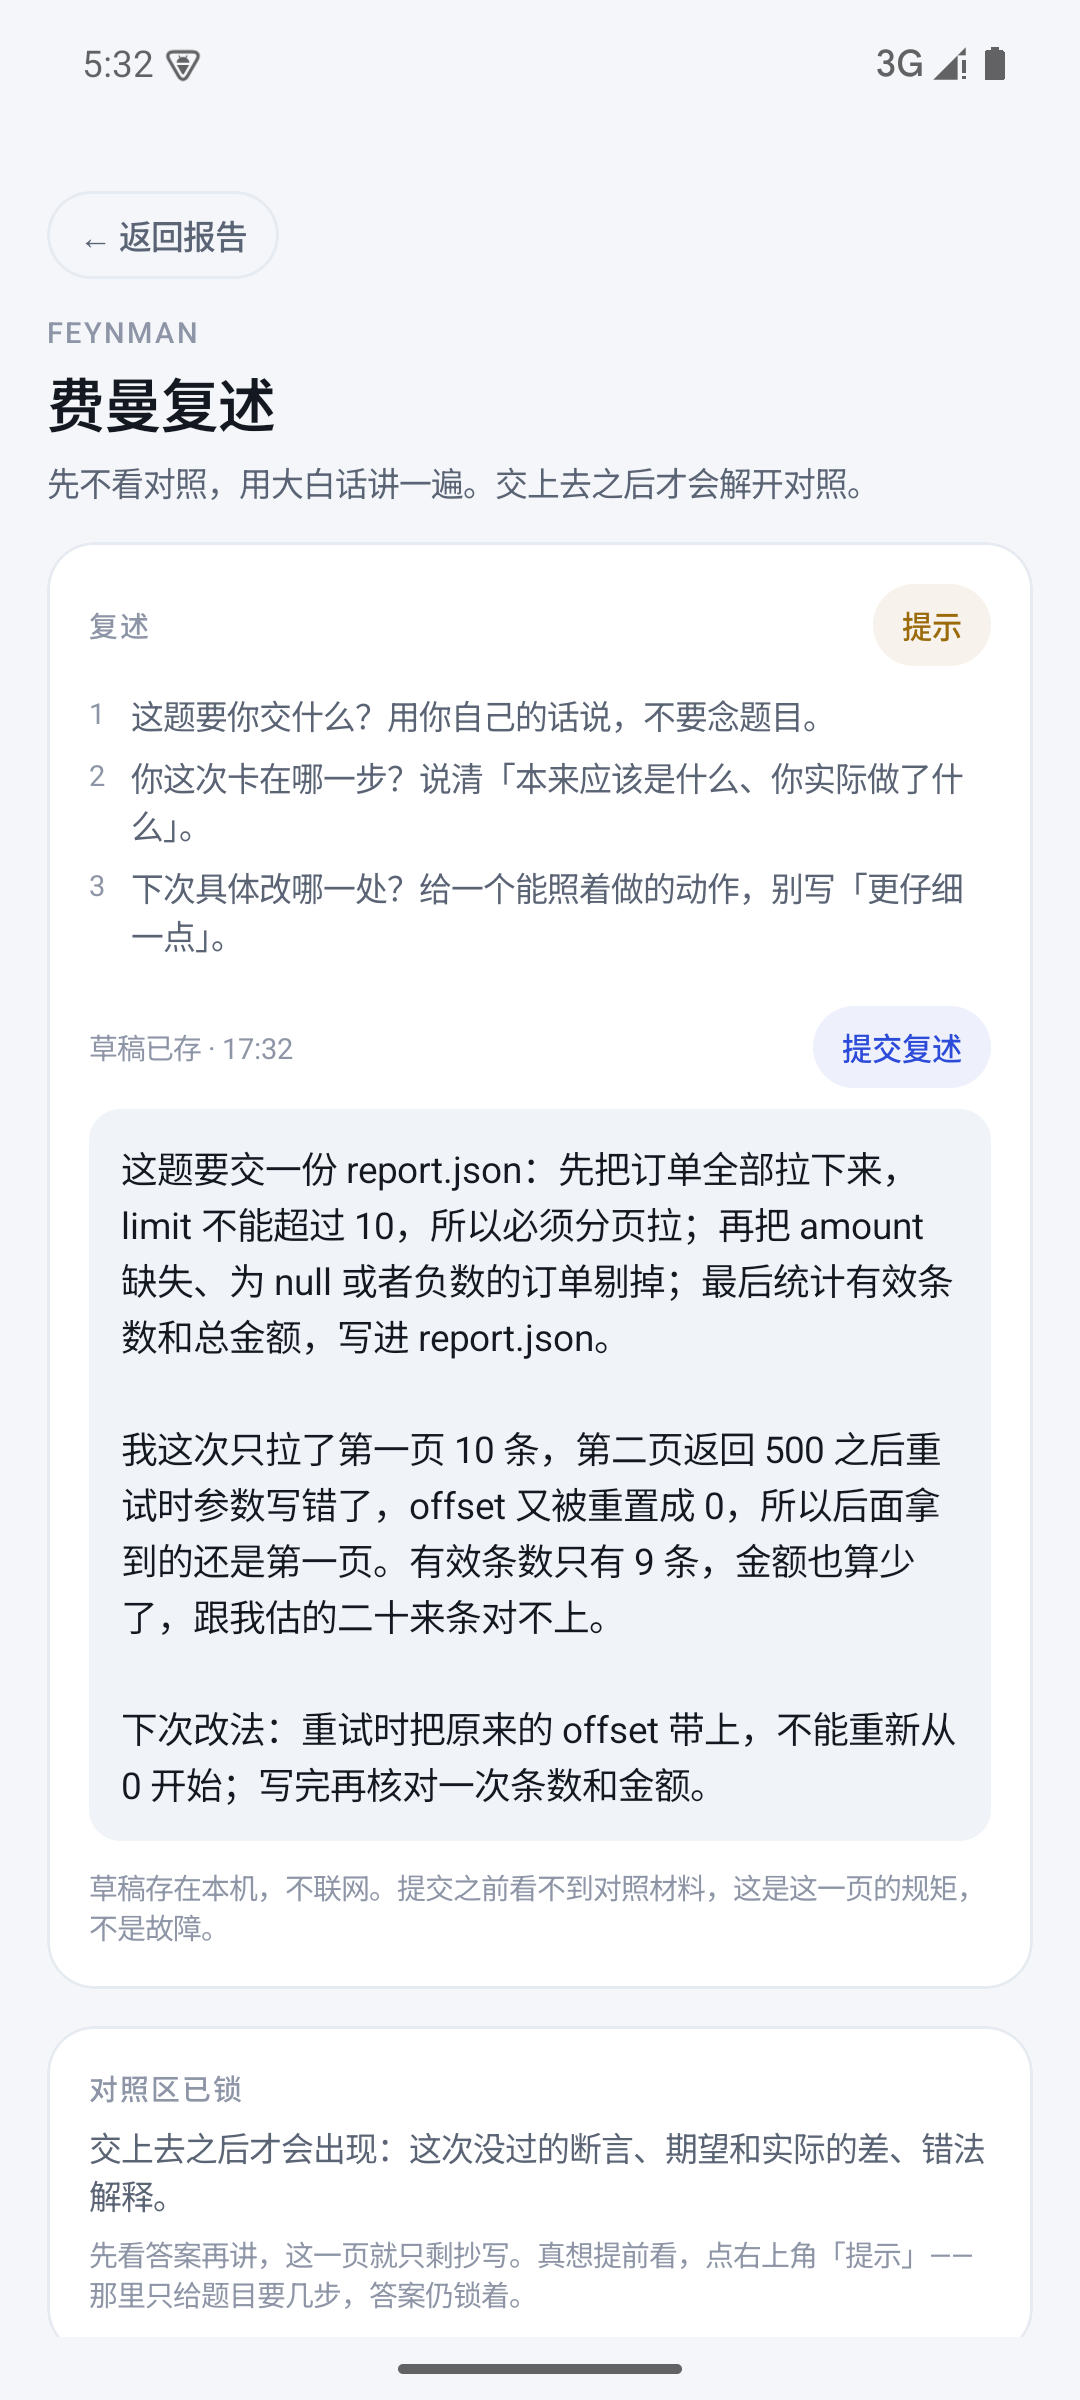 5:32
3G
← 返回报告
FEYNMAN
费曼复述
先不看对照，用大白话讲一遍。交上去之后才会解开对照。
复述
提示
1 这题要你交什么？用你自己的话说，不要念题目。
2 你这次卡在哪一步？说清「本来应该是什么、你实际做了什
么」。
3 下次具体改哪一处？给一个能照着做的动作，别写「更仔细
一点」。
草稿已存 · 17:32
提交复述
这题要交一份 report.json：先把订单全部拉下来，
limit 不能超过 10，所以必须分页拉；再把 amount
缺失、为 null 或者负数的订单剔掉；最后统计有效条
数和总金额，写进 report.json。
我这次只拉了第一页 10 条，第二页返回 500 之后重
试时参数写错了，offset 又被重置成 0，所以后面拿
到的还是第一页。有效条数只有 9 条，金额也算少
了，跟我估的二十来条对不上。
下次改法：重试时把原来的 offset 带上，不能重新从
0 开始；写完再核对一次条数和金额。
草稿存在本机，不联网。提交之前看不到对照材料，这是这一页的规矩，
不是故障。
对照区已锁
交上去之后才会出现：这次没过的断言、期望和实际的差、错法
解释。
先看答案再讲，这一页就只剩抄写。真想提前看，点右上角「提示」——
那里只给题目要几步，答案仍锁着。